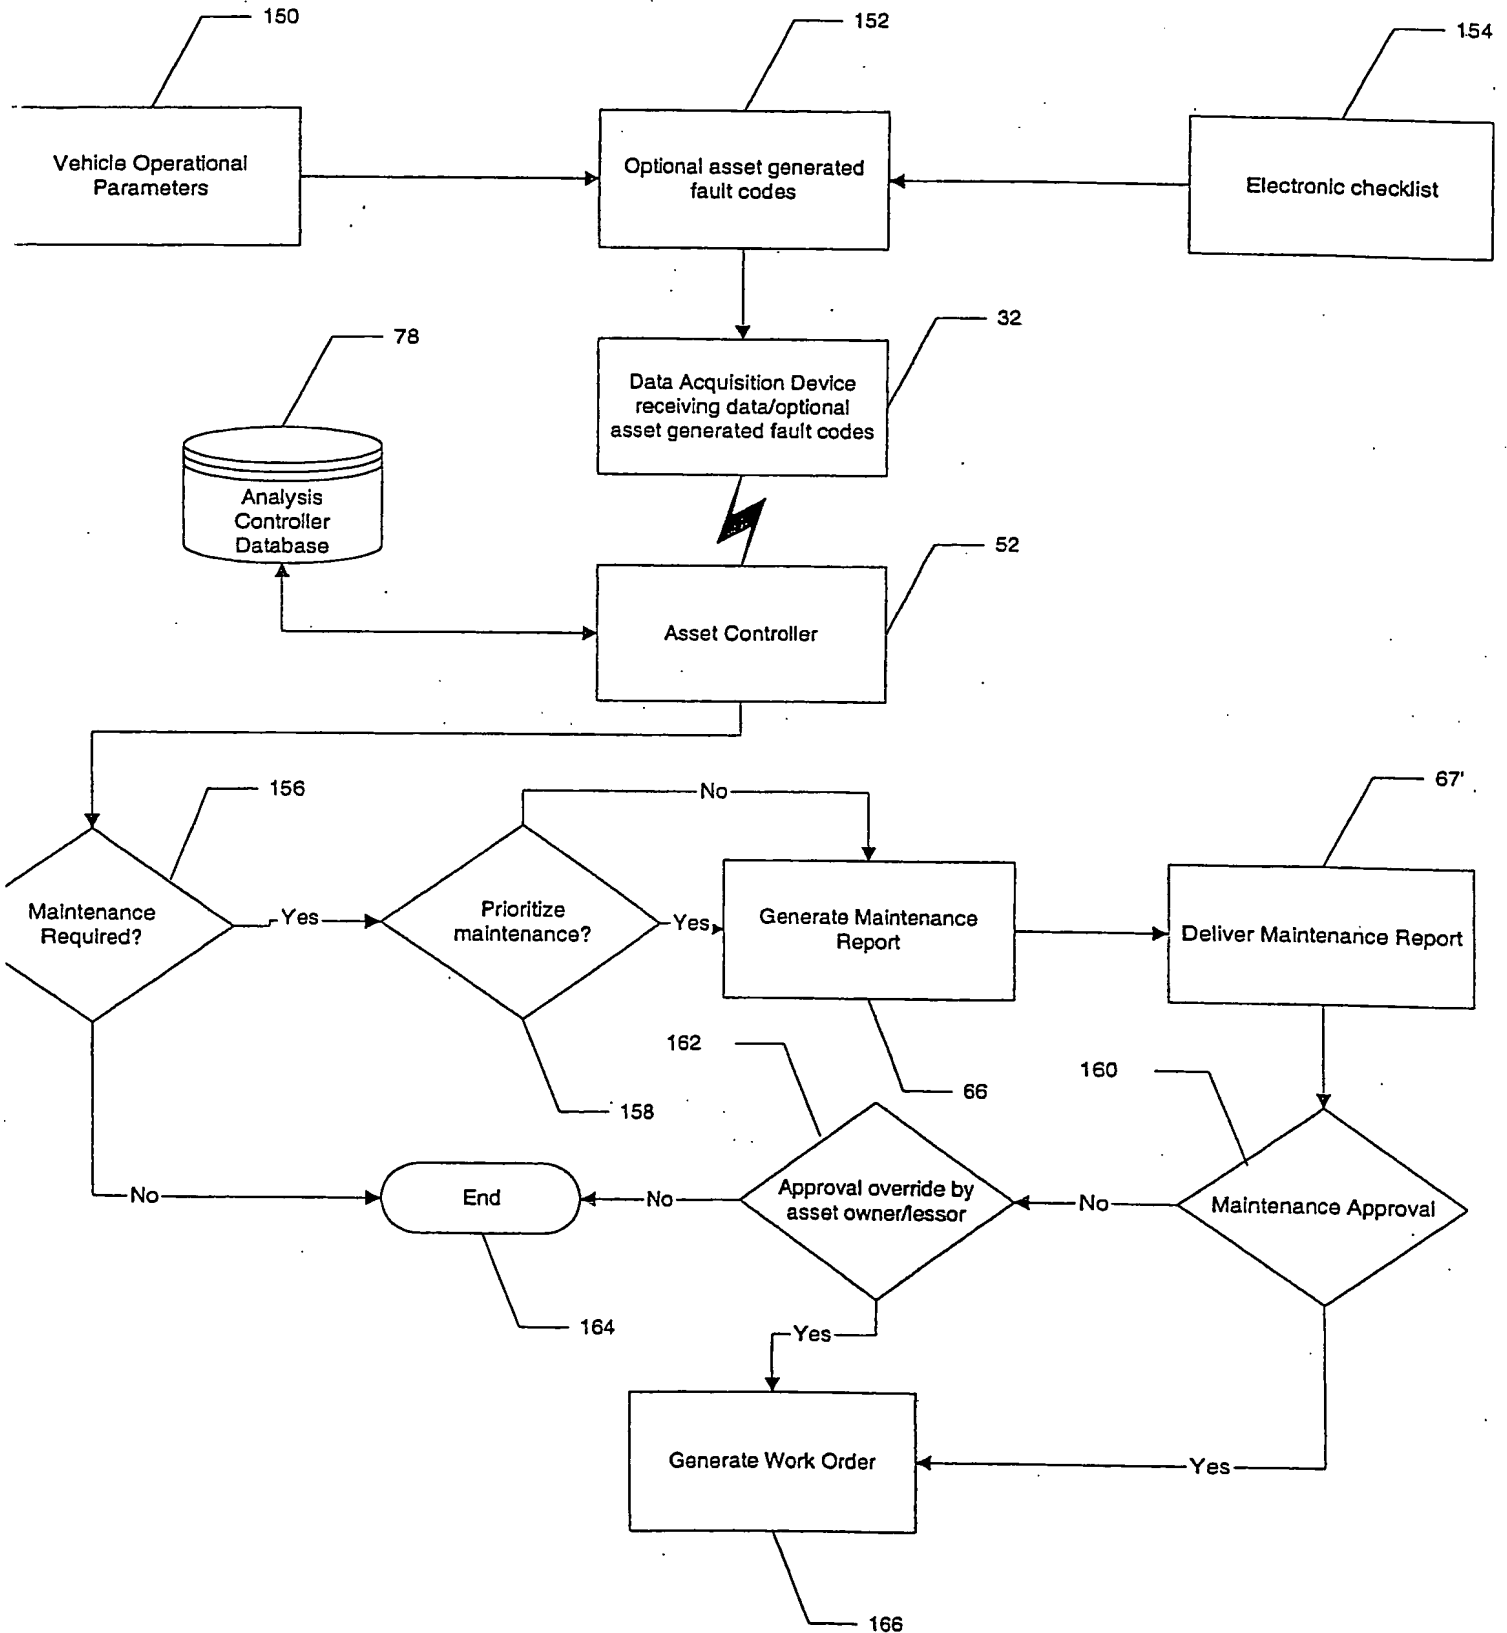 150
152
154
Vehicle Operational
Parameters
Optional asset generated
fault codes
Electronic checklist
78
32
Data Acquisition Device
receiving data/optional
asset generated fault codes
Analysis
Controller
Database
52
Asset Controller
156
No
67'
Maintenance
Required?
Yes
Prioritize
maintenance?
Yes
Generate Maintenance
Report
Deliver Maintenance Report
162
66
160
158
No
End
No
Approval override by
asset owner/lessor
No
Maintenance Approval
164
Yes
Generate Work Order
Yes
166